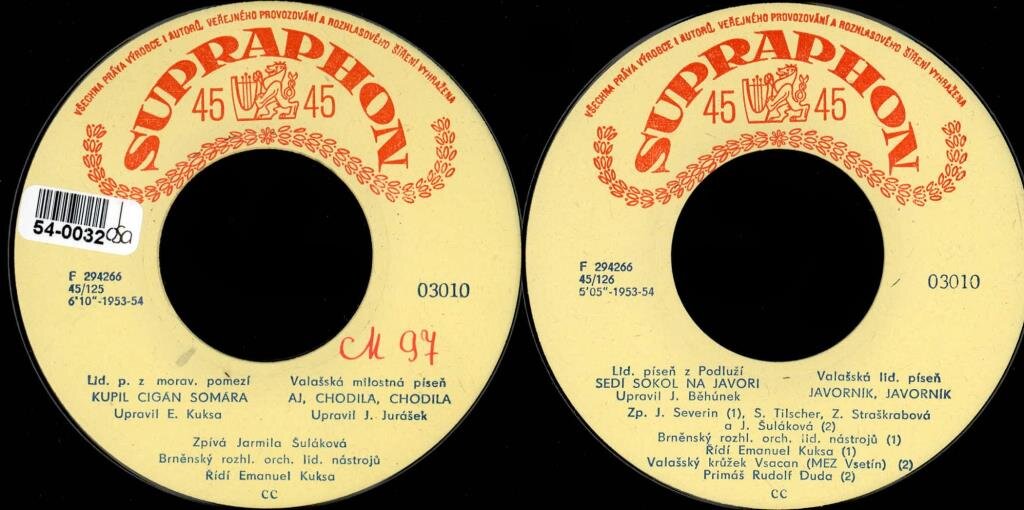 VŠECHNA PRÁVA VÝROBCE I AUTORŮ, VEŘEJNÉHO PROVOZOVÁNÍ A ROZHLASOVÉHO ŠÍŘENÍ VYHRAŽENA
SUPRAPHON
45 45
54-0032
F 294266
45/125
6'10"-1953-54
03010
M 97
Lid. p. z morav. pomezí
KUPIL CIGÁN SOMÁRA
Upravil E. Kuksa
Valašská milostná píseň
AJ, CHODILA, CHODILA
Upravil J. Jurášek
Zpívá Jarmila Šuláková
Brněnský rozhl. orch. lid. nástrojů
Řídí Emanuel Kuksa
CC
VŠECHNA PRÁVA VÝROBCE I AUTORŮ, VEŘEJNÉHO PROVOZOVÁNÍ A ROZHLASOVÉHO ŠÍŘENÍ VYHRAŽENA
SUPRAPHON
45 45
F 294266
45/126
5'05"-1953-54
03010
Lid. píseň z Podluží
SEDÍ SOKOL NA JAVORI
Upravil J. Běhúnek
Valašská lid. píseň
JAVORNÍK, JAVORNÍK
Zp. J. Severin (1), S. Tilscher, Z. Straškrabová
a J. Šuláková (2)
Brněnský rozhl. orch. lid. nástrojů (1)
Řídí Emanuel Kuksa (1)
Valašský krůžek Vsacan (MEZ Vsetín) (2)
Primáš Rudolf Duda (2)
CC